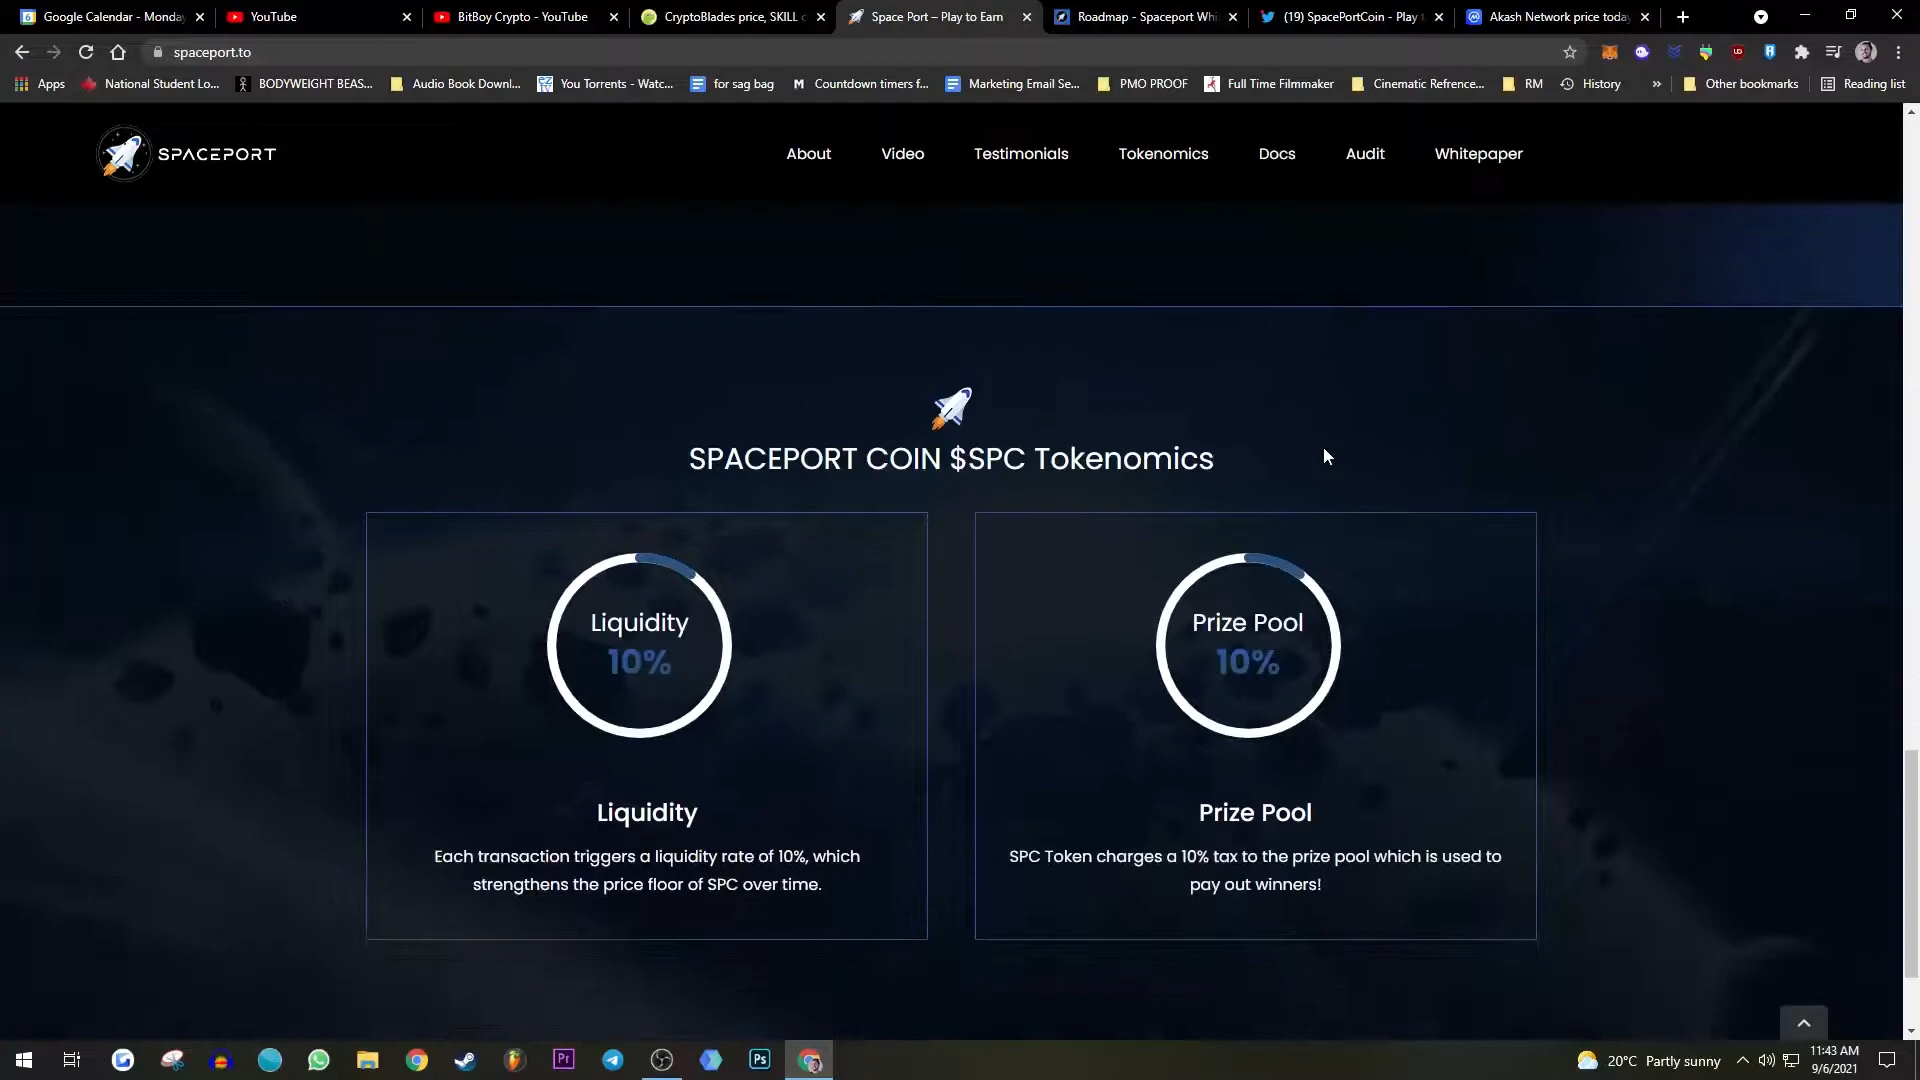 Google Calendar - Monday
YouTube
BitBoy Crypto - YouTube
CryptoBlades price, SKILL c
Space Port – Play to Earn
Roadmap - Spaceport Whi
(19) SpacePortCoin - Play t
Akash Network price today
spaceport.to
Apps
National Student Lo...
BODYWEIGHT BEAS...
Audio Book Downl...
You Torrents - Watc...
for sag bag
Countdown timers f...
Marketing Email Se...
PMO PROOF
Full Time Filmmaker
Cinematic Refrence...
RM
History
»
Other bookmarks
Reading list
SPACEPORT
About
Video
Testimonials
Tokenomics
Docs
Audit
Whitepaper
SPACEPORT COIN $SPC Tokenomics
Liquidity
10%
Liquidity
Each transaction triggers a liquidity rate of 10%, which
strengthens the price floor of SPC over time.
Prize Pool
10%
Prize Pool
SPC Token charges a 10% tax to the prize pool which is used to
pay out winners!
Pr
Ps
20°C Partly sunny
11:43 AM
9/6/2021